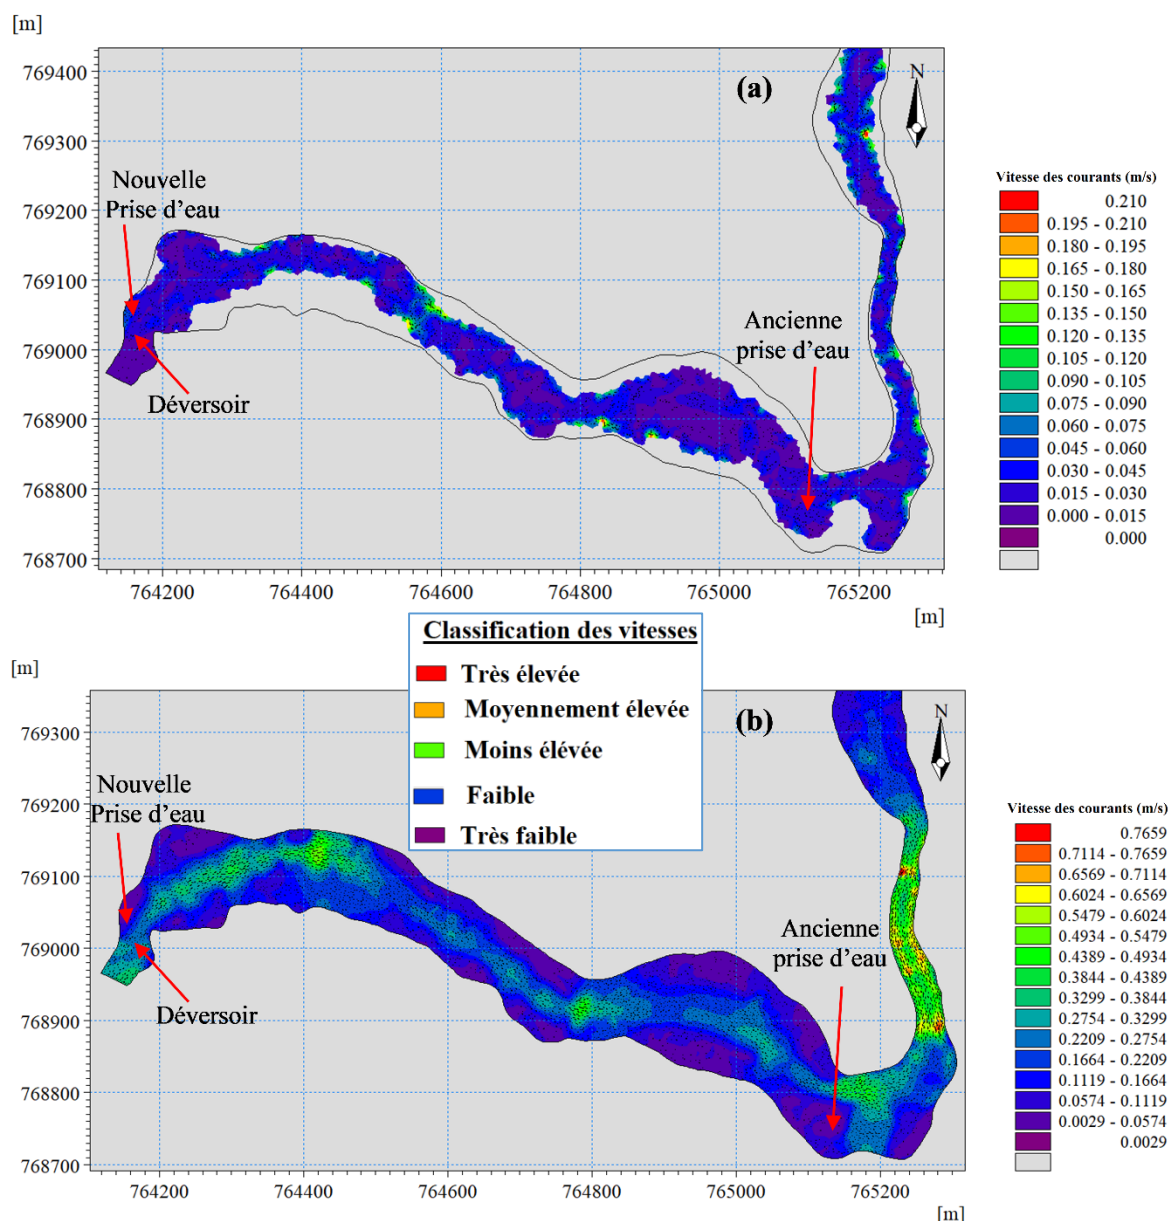 [m]
769400
769300
769200
769100
769000
768900
768800
768700
764200
764400
764600
764800
765000
765200
[m]
(a)
N
Nouvelle
Prise d'eau
Déversoir
Ancienne
prise d'eau
Vitesse des courants (m/s)
0.210
0.195 - 0.210
0.180 - 0.195
0.165 - 0.180
0.150 - 0.165
0.135 - 0.150
0.120 - 0.135
0.105 - 0.120
0.090 - 0.105
0.075 - 0.090
0.060 - 0.075
0.045 - 0.060
0.030 - 0.045
0.015 - 0.030
0.000 - 0.015
0.000
Classification des vitesses
Très élevée
Moyennement élevée
Moins élévée
Faible
Très faible
[m]
769300
769200
769100
769000
768900
768800
768700
764200
764400
764600
764800
765000
765200
[m]
(b)
N
Nouvelle
Prise d'eau
Déversoir
Ancienne
prise d'eau
Vitesse des courants (m/s)
0.7659
0.7114 - 0.7659
0.6569 - 0.7114
0.6024 - 0.6569
0.5479 - 0.6024
0.4934 - 0.5479
0.4389 - 0.4934
0.3844 - 0.4389
0.3299 - 0.3844
0.2754 - 0.3299
0.2209 - 0.2754
0.1664 - 0.2209
0.1119 - 0.1664
0.0574 - 0.1119
0.0029 - 0.0574
0.0029